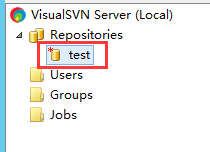 VisualSVN Server (Local)
Repositories
test
Users
Groups
Jobs